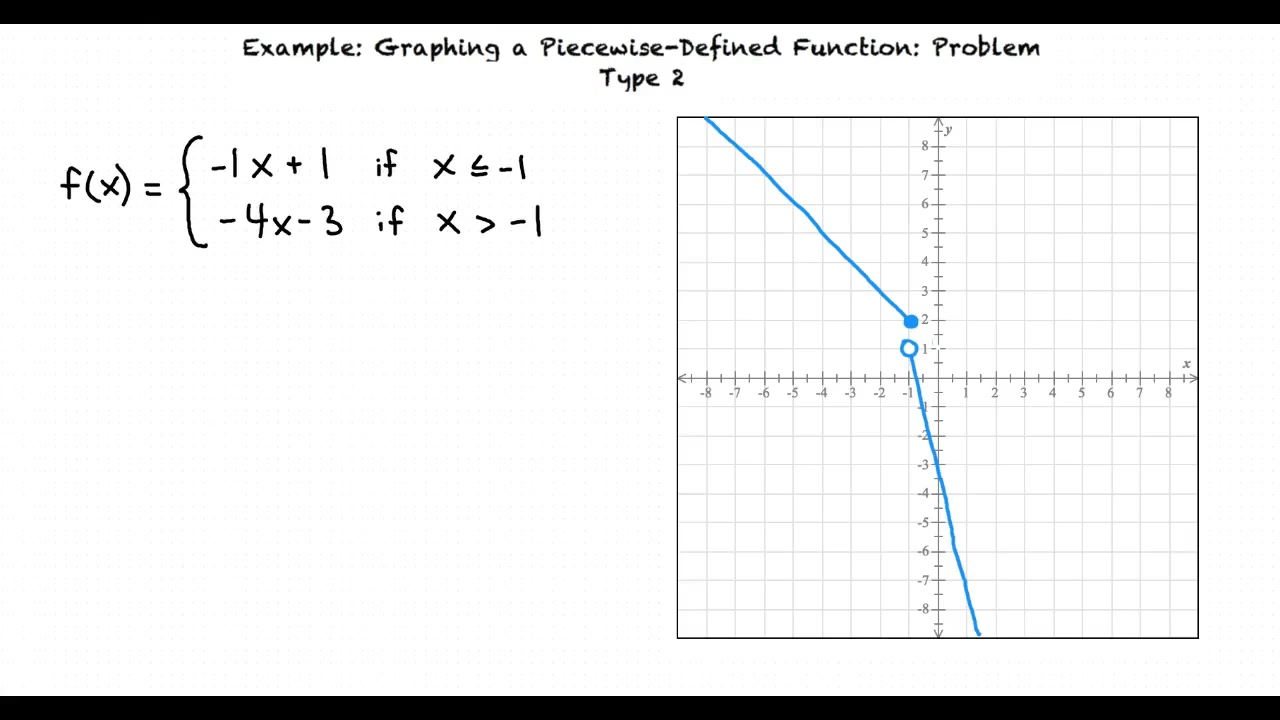 Example: Graphing a Piecewise-Defined Function: Problem
Type 2
f(x) = { -1x + 1 if x ≤ -1
-4x - 3 if x > -1
y
8
7
6
5
4
3
2
1
x
-8 -7 -6 -5 -4 -3 -2 -1 1 2 3 4 5 6 7 8
-1
-2
-3
-4
-5
-6
-7
-8